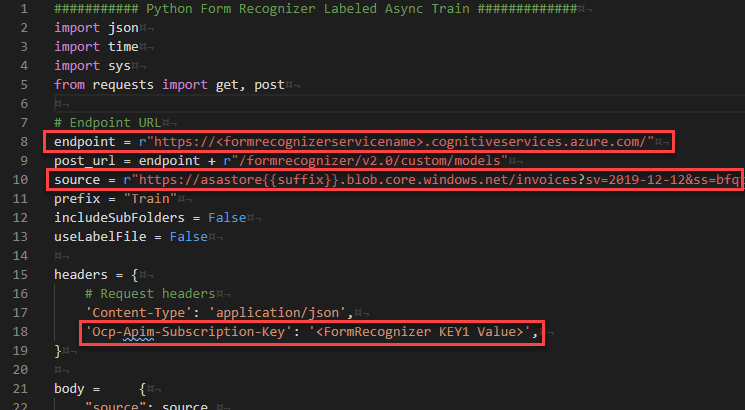 1 ########### Python Form Recognizer Labeled Async Train #############¤¬
2 import json¤¬
3 import time¤¬
4 import sys¤¬
5 from requests import get, post¤¬
6 ¤¬
7 # Endpoint URL¤¬
8 endpoint = r"https://<formrecognizerservicename>.cognitiveservices.azure.com/"¤¬
9 post_url = endpoint + r"/formrecognizer/v2.0/custom/models"¤¬
10 source = r"https://asastore{{suffix}}.blob.core.windows.net/invoices?sv=2019-12-12&ss=bfq
11 prefix = "Train"¤¬
12 includeSubFolders = False¤¬
13 useLabelFile = False¤¬
14 ¤¬
15 headers = {¤¬
16 # Request headers¤¬
17 'Content-Type': 'application/json',¤¬
18 'Ocp-Apim-Subscription-Key': '<FormRecognizer KEY1 Value>',¤¬
19 }¤¬
20 ¤¬
21 body = {¤¬
22 "source": source,